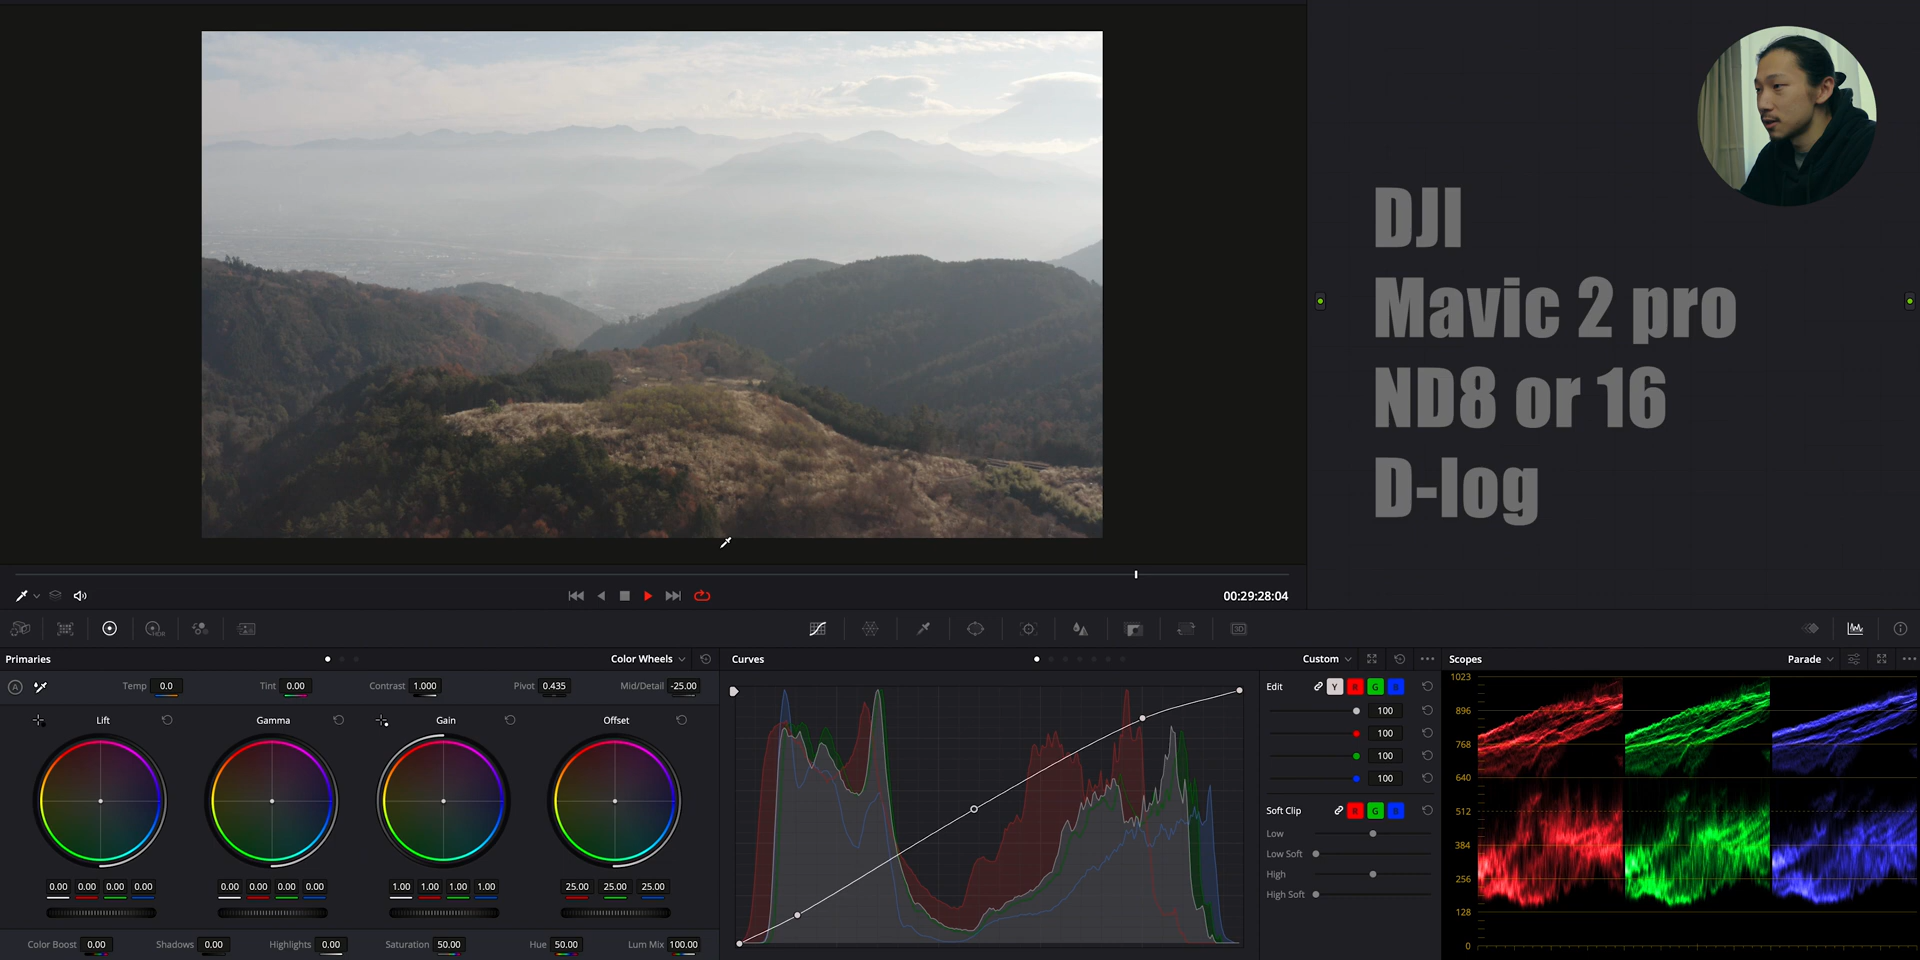 DJI
Mavic 2 pro
ND8 or 16
D-log
00:29:28:04
HDR
3D
Primaries
Color Wheels
Curves
Custom
Scopes
Parade
A
Temp 0.0
Tint 0.00
Contrast 1.000
Pivot 0.435
Mid/Detail -25.00
Lift
Gamma
Gain
Offset
0.00 0.00 0.00 0.00
0.00 0.00 0.00 0.00
1.00 1.00 1.00 1.00
25.00 25.00 25.00
Color Boost 0.00
Shadows 0.00
Highlights 0.00
Saturation 50.00
Hue 50.00
Lum Mix 100.00
Edit Y R G B
100
100
100
100
Soft Clip R G B
Low
Low Soft
High
High Soft
1023
896
768
640
512
384
256
128
0